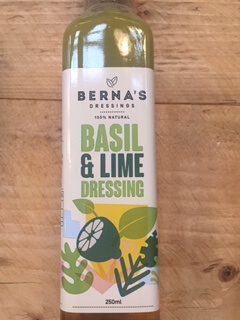 BERNA'S
DRESSINGS
100% NATURAL
BASIL
& LIME
DRESSING
250ml